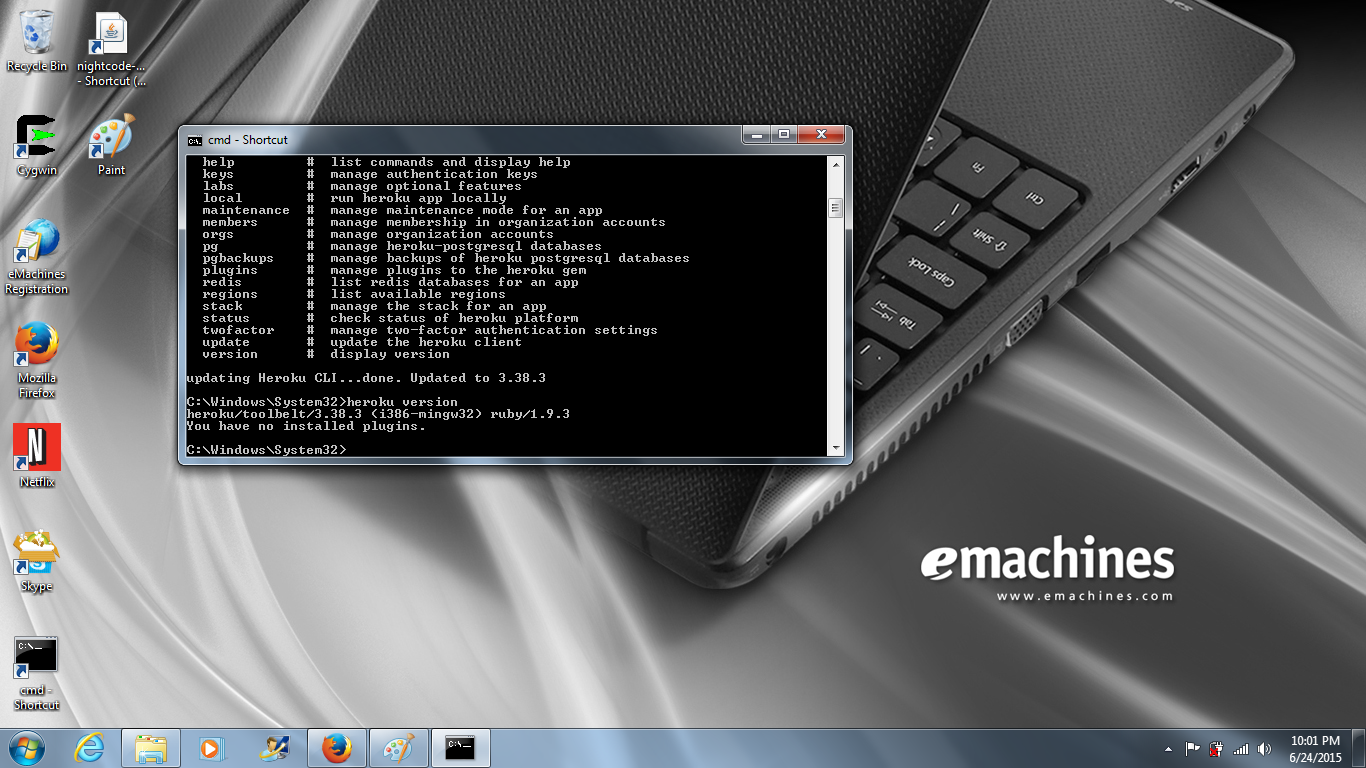 Recycle Bin
nightcode-...
- Shortcut (...
Cygwin
Paint
eMachines
Registration
Mozilla
Firefox
Netflix
Skype
cmd -
Shortcut
cmd - Shortcut
help # list commands and display help
keys # manage authentication keys
labs # manage optional features
local # run heroku app locally
maintenance # manage maintenance mode for an app
members # manage membership in organization accounts
orgs # manage organization accounts
pg # manage heroku-postgresql databases
pgbackups # manage backups of heroku postgresql databases
plugins # manage plugins to the heroku gem
redis # list redis databases for an app
regions # list available regions
stack # manage the stack for an app
status # check status of heroku platform
twofactor # manage two-factor authentication settings
update # update the heroku client
version # display version
updating Heroku CLI...done. Updated to 3.38.3
C:\Windows\System32>heroku version
heroku/toolbelt/3.38.3 (i386-mingw32) ruby/1.9.3
You have no installed plugins.
C:\Windows\System32>
Fn
Ctrl
Shift
Caps Lock
Tab
emachines
www.emachines.com
10:01 PM
6/24/2015